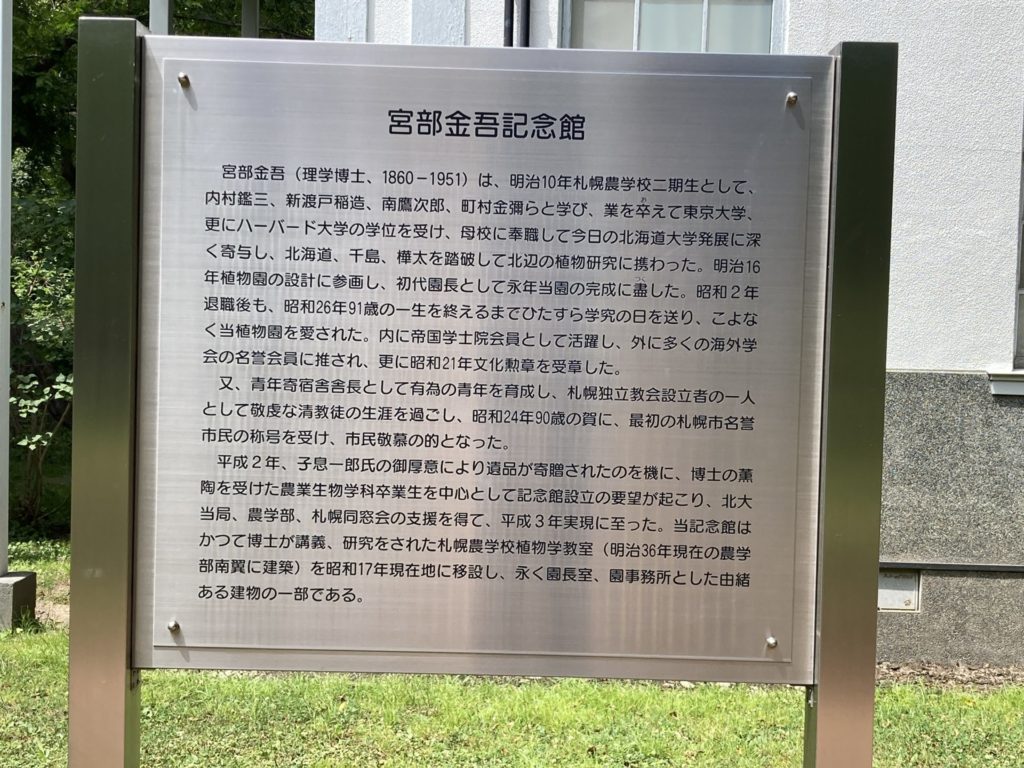 宮部金吾記念館
宮部金吾（理学博士、1860－1951）は、明治10年札幌農学校二期生として、
内村鑑三、新渡戸稲造、南鷹次郎、町村金彌らと学び、業を卒えて東京大学、
更にハーバード大学の学位を受け、母校に奉職して今日の北海道大学発展に深
く寄与し、北海道、千島、樺太を踏破して北辺の植物研究に携わった。明治16
年植物園の設計に参画し、初代園長として永年当園の完成に盡した。昭和２年
退職後も、昭和26年91歳の一生を終えるまでひたすら学究の日を送り、こよな
く当植物園を愛された。内に帝国学士院会員として活躍し、外に多くの海外学
会の名誉会員に推され、更に昭和21年文化勲章を受章した。
又、青年寄宿舎舎長として有為の青年を育成し、札幌独立教会設立者の一人
として敬虔な清教徒の生涯を過ごし、昭和24年90歳の賀に、最初の札幌市名誉
市民の称号を受け、市民敬慕の的となった。
平成２年、子息一郎氏の御厚意により遺品が寄贈されたのを機に、博士の薫
陶を受けた農業生物学科卒業生を中心として記念館設立の要望が起こり、北大
当局、農学部、札幌同窓会の支援を得て、平成３年実現に至った。当記念館は
かつて博士が講義、研究をされた札幌農学校植物学教室（明治36年現在の農学
部南翼に建築）を昭和17年現在地に移設し、永く園長室、園事務所とした由緒
ある建物の一部である。